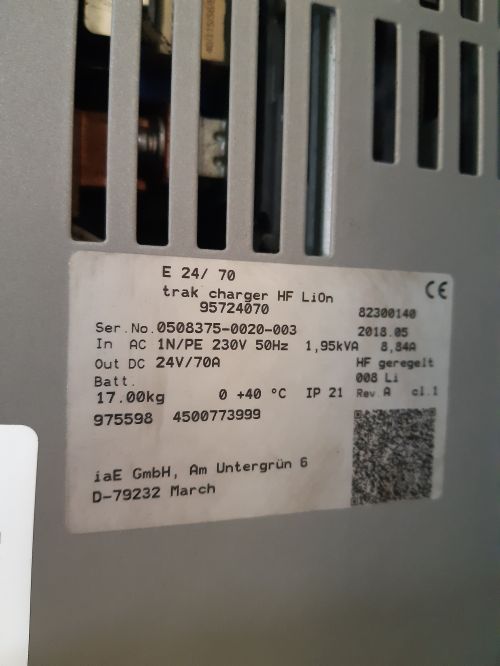 E 24/ 70
trak charger HF LiOn
95724070
CE
82300140
Ser.No.0508375-0020-003
2018.05
In AC 1N/PE 230V 50Hz 1,95kVA 8,84A
Out DC 24V/70A
HF geregelt
Batt.
008 Li
17.00kg 0 +40 °C IP 21 Rev.A cl.1
975598 4500773999
iaE GmbH, Am Untergrün 6
D-79232 March